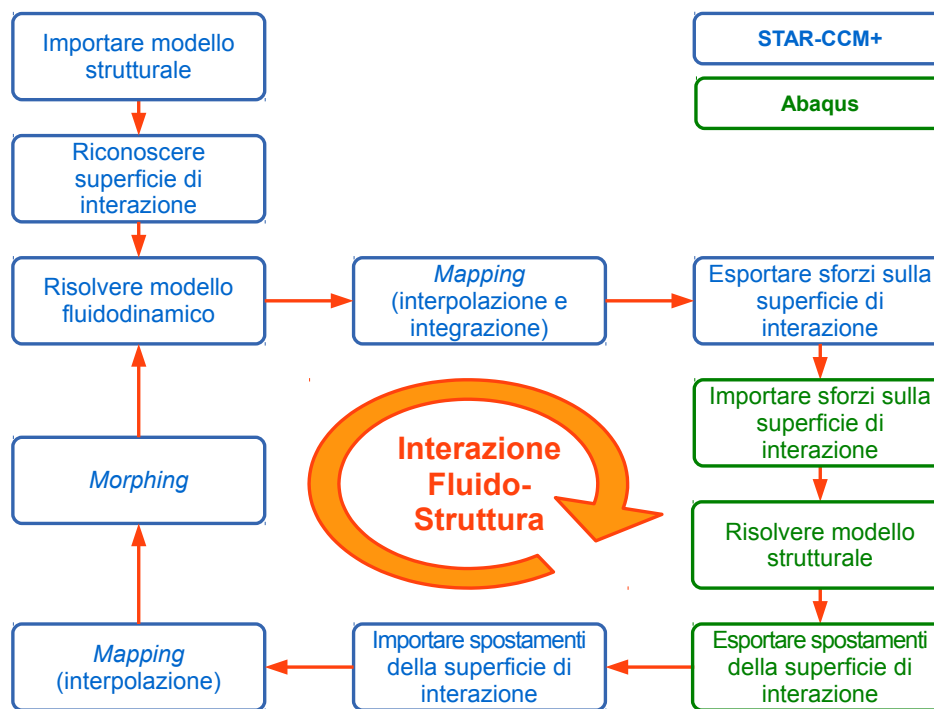 Importare modello
strutturale
STAR-CCM+
Abaqus
Riconoscere
superficie di
interazione
Risolvere modello
fluidodinamico
Mapping
(interpolazione e
integrazione)
Esportare sforzi sulla
superficie di
interazione
Importare sforzi sulla
superficie di
interazione
Interazione
Fluido-
Struttura
Morphing
Risolvere modello
strutturale
Mapping
(interpolazione)
Importare spostamenti
della superficie di
interazione
Esportare spostamenti
della superficie di
interazione